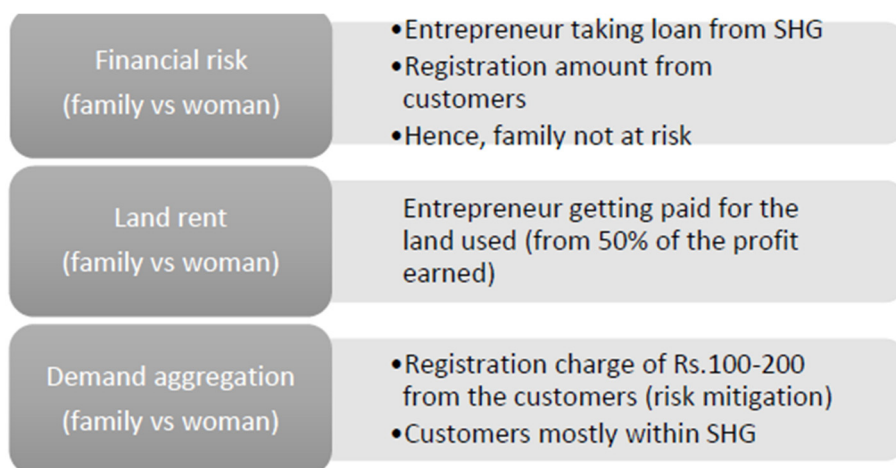 Financial risk
(family vs woman)
•Entrepreneur taking loan from SHG
•Registration amount from
customers
•Hence, family not at risk
Land rent
(family vs woman)
Entrepreneur getting paid for the
land used (from 50% of the profit
earned)
Demand aggregation
(family vs woman)
•Registration charge of Rs.100-200
from the customers (risk mitigation)
•Customers mostly within SHG